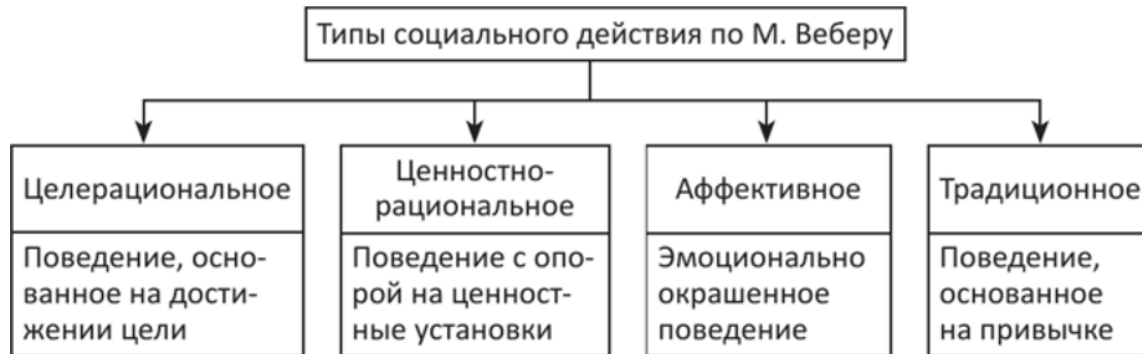 Типы социального действия по М. Веберу
Целерациональное
Поведение, осно-
ванное на дости-
жении цели
Ценностно-
рациональное
Поведение с опо-
рой на ценност-
ные установки
Аффективное
Эмоционально
окрашенное
поведение
Традиционное
Поведение,
основанное
на привычке